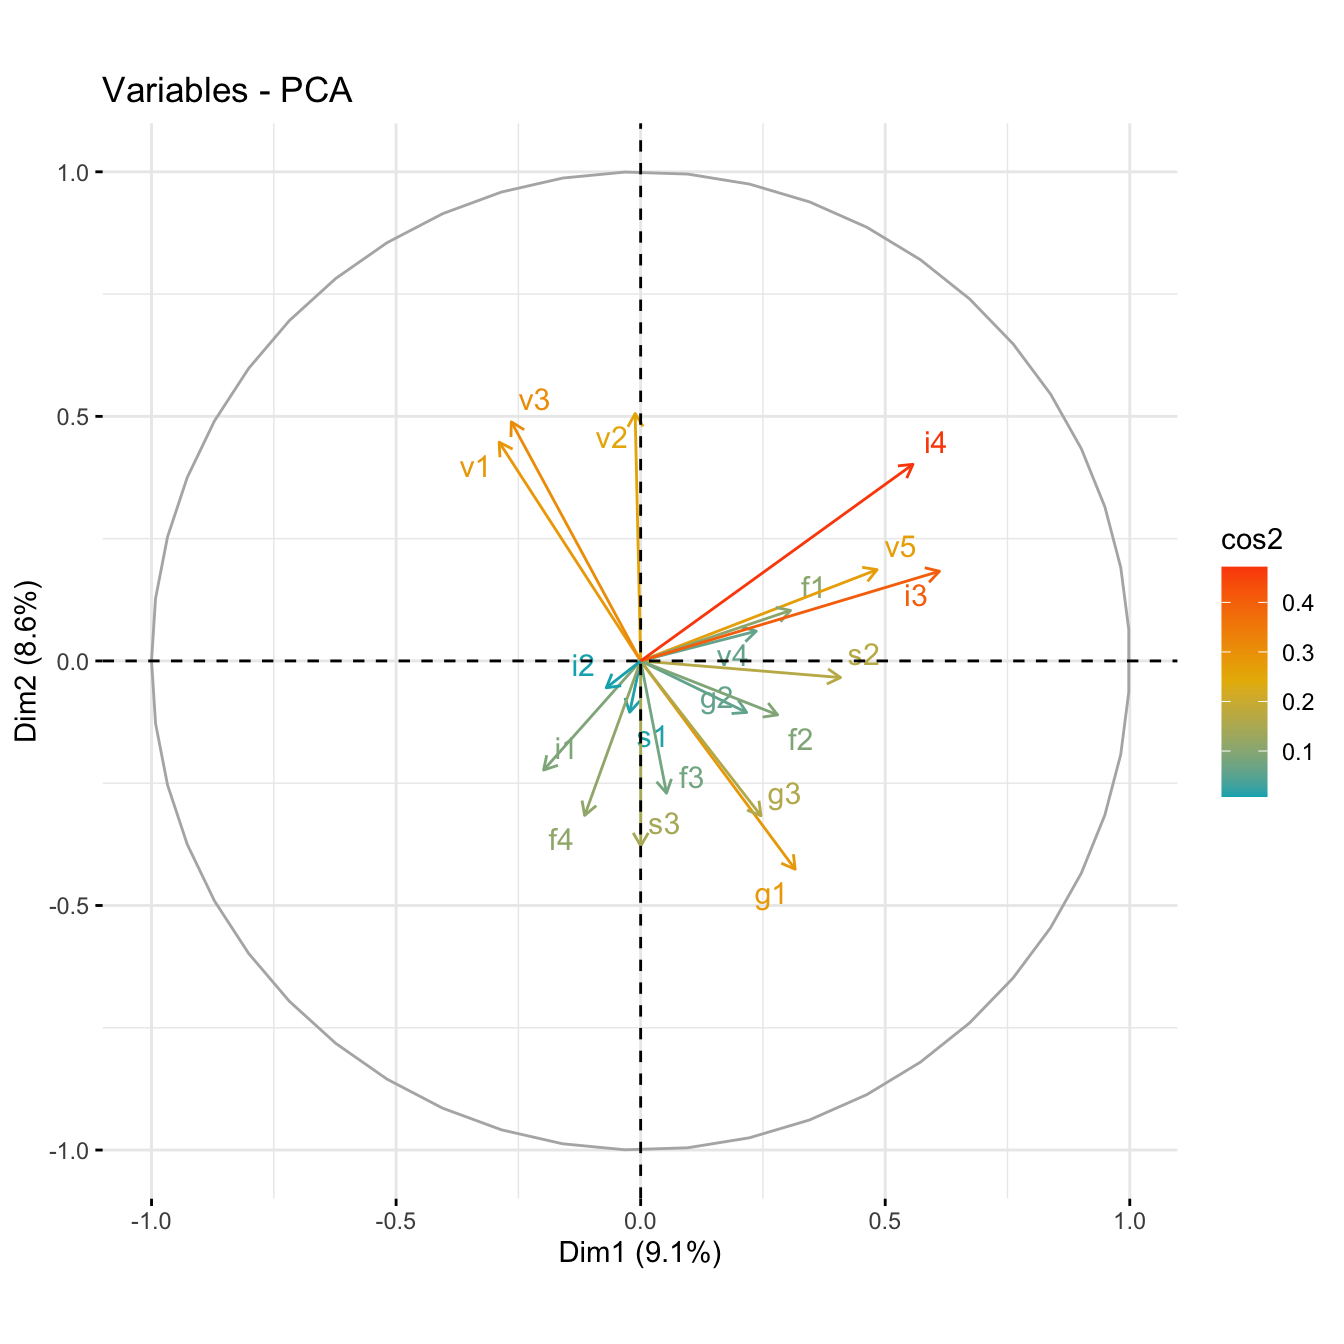 Variables - PCA
1.0
0.5
0.0
-0.5
-1.0
Dim2 (8.6%)
v3
v2
v1
i4
v5
f1
i3
v4
s2
i2
g2
f2
s1
i1
f3
g3
s3
f4
g1
-1.0
-0.5
0.0
0.5
1.0
Dim1 (9.1%)
cos2
0.4
0.3
0.2
0.1